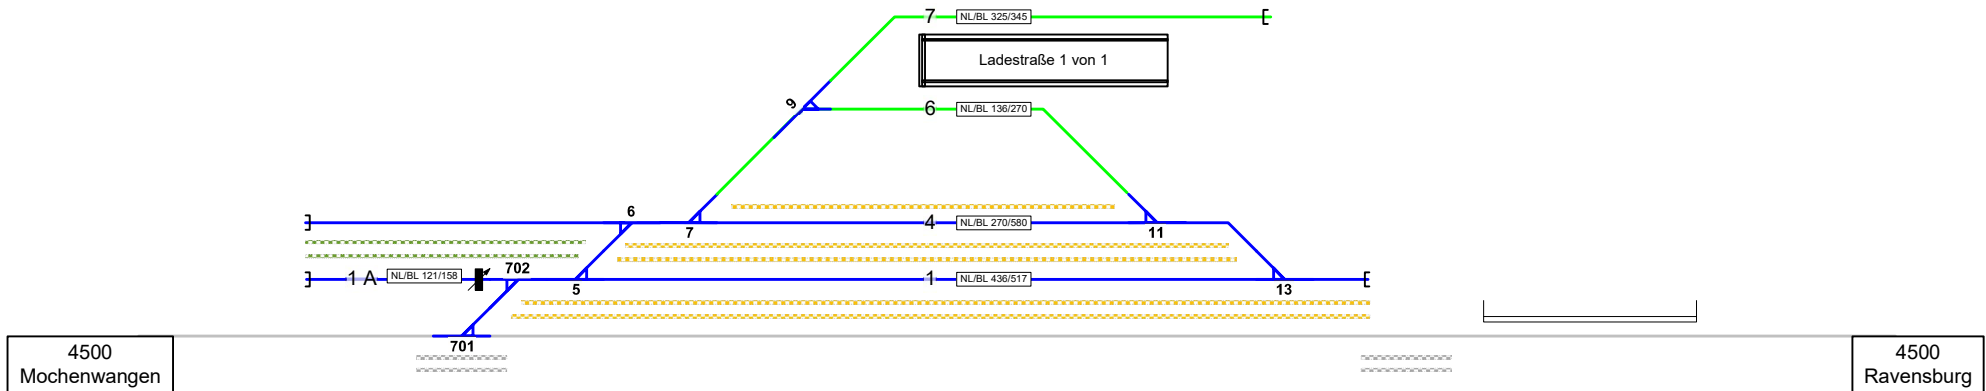 7 NL/BL 325/345
Ladestraße 1 von 1
9
6 NL/BL 136/270
6
7
4 NL/BL 270/580
11
702
1 A NL/BL 121/158
5
1 NL/BL 436/517
13
701
4500
Mochenwangen
4500
Ravensburg